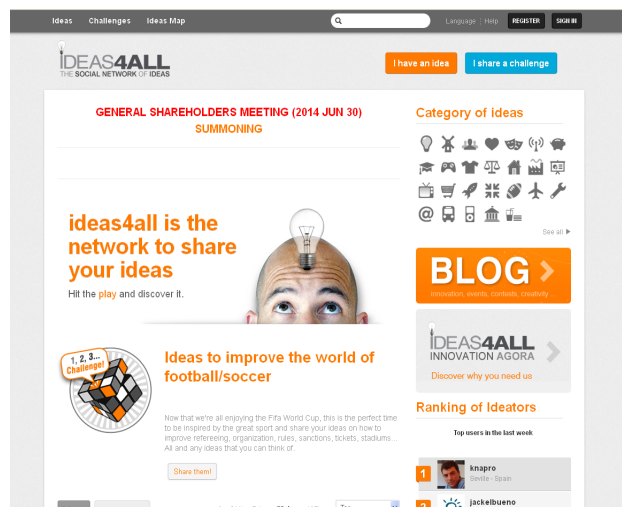 Ideas Challenges Ideas Map Language | Help REGISTER SIGN IN
IDEAS4ALL
THE SOCIAL NETWORK OF IDEAS
I have an idea I share a challenge
GENERAL SHAREHOLDERS MEETING (2014 JUN 30)
SUMMONING
ideas4all is the
network to share
your ideas
Hit the play and discover it.
1, 2, 3...
Challenge!
Ideas to improve the world of
football/soccer
Now that we're all enjoying the Fifa World Cup, this is the perfect time
to be inspired by the great sport and share your ideas on how to
improve refereeing, organization, rules, sanctions, tickets, stadiums...
All and any ideas that you can think of.
Share them!
Category of ideas
@
See all
BLOG
innovation, events, contests, creativity...
IDEAS4ALL
INNOVATION AGORA
Discover why you need us
Ranking of Ideators
Top users in the last week
1 knapro
Seville - Spain
2 jackelbueno